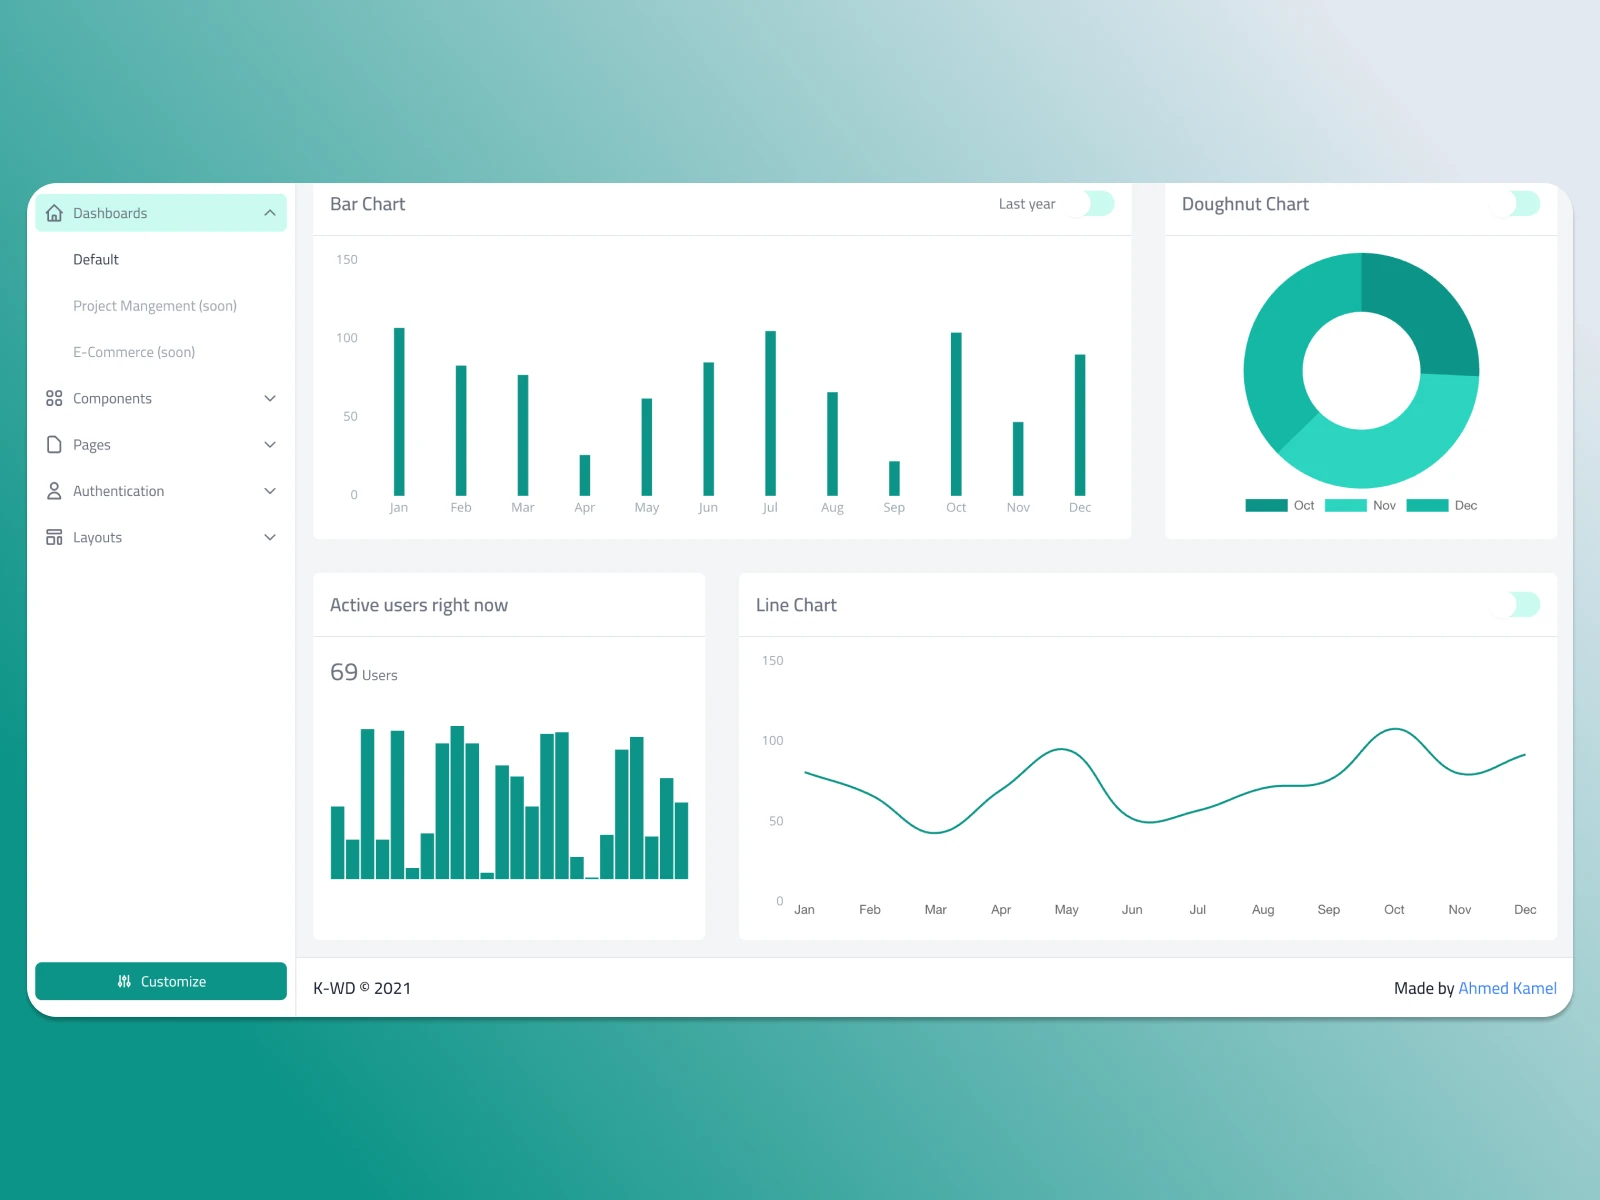 Dashboards
Default
Project Mangement (soon)
E-Commerce (soon)
Components
Pages
Authentication
Layouts
Customize
Bar Chart
Last year
150
100
50
0
Jan Feb Mar Apr May Jun Jul Aug Sep Oct Nov Dec
Doughnut Chart
Oct Nov Dec
Active users right now
69 Users
Line Chart
150
100
50
0
Jan Feb Mar Apr May Jun Jul Aug Sep Oct Nov Dec
K-WD © 2021
Made by Ahmed Kamel